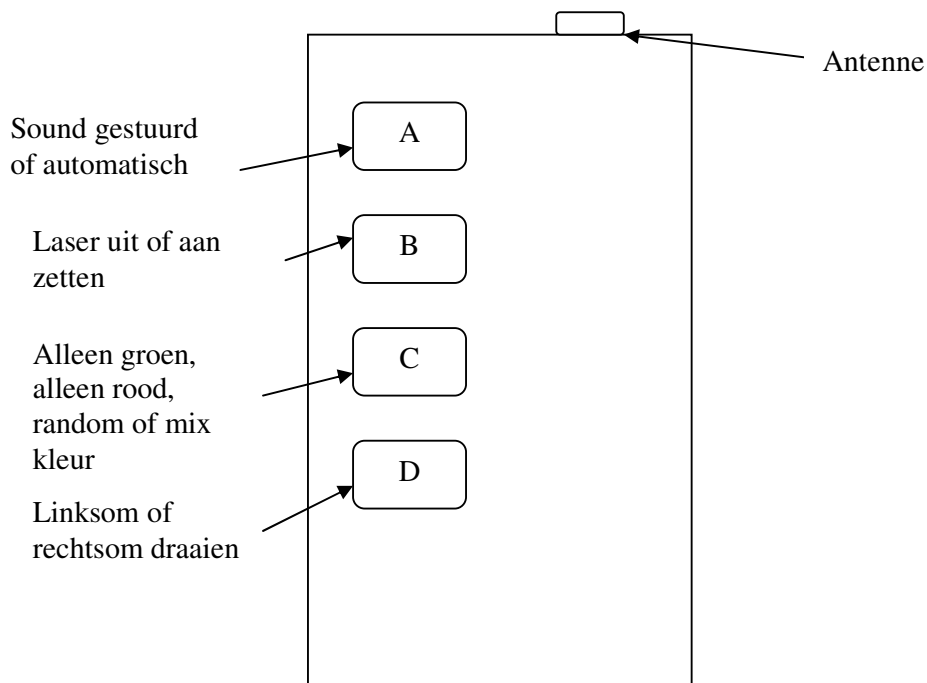 Antenne
Sound gestuurd
of automatisch
A
Laser uit of aan
zetten
B
Alleen groen,
alleen rood,
random of mix
kleur
C
Linksom of
rechtsom draaien
D